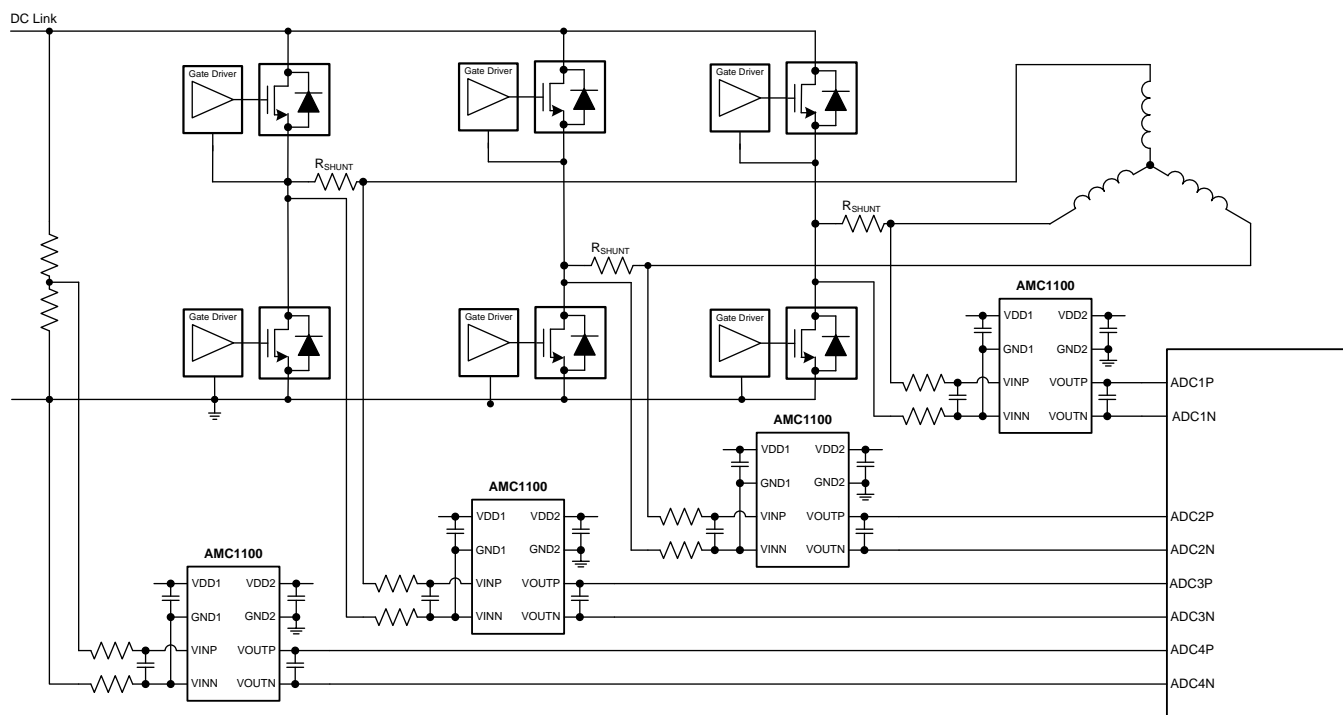 DC Link
Gate Driver
Gate Driver
Gate Driver
RSHUNT
RSHUNT
RSHUNT
Gate Driver
Gate Driver
Gate Driver
AMC1100
VDD1 VDD2
GND1 GND2
VINP VOUTP
VINN VOUTN
ADC1P
ADC1N
AMC1100
VDD1 VDD2
GND1 GND2
VINP VOUTP
VINN VOUTN
ADC2P
ADC2N
AMC1100
VDD1 VDD2
GND1 GND2
VINP VOUTP
VINN VOUTN
ADC3P
ADC3N
AMC1100
VDD1 VDD2
GND1 GND2
VINP VOUTP
VINN VOUTN
ADC4P
ADC4N